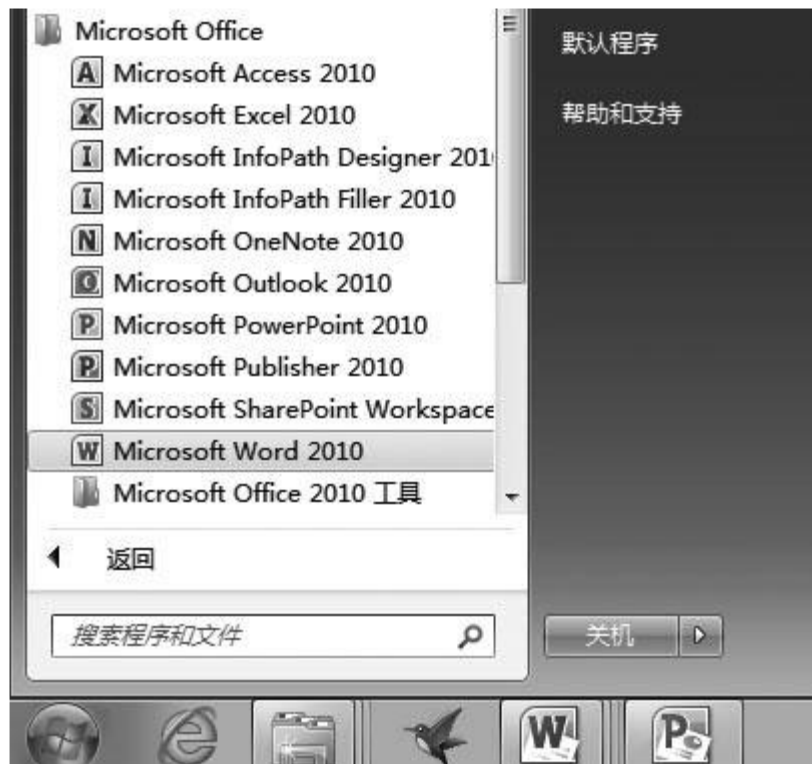 Microsoft Office
Microsoft Access 2010
Microsoft Excel 2010
Microsoft InfoPath Designer 201
Microsoft InfoPath Filler 2010
Microsoft OneNote 2010
Microsoft Outlook 2010
Microsoft PowerPoint 2010
Microsoft Publisher 2010
Microsoft SharePoint Workspace
Microsoft Word 2010
Microsoft Office 2010 工具
返回
搜索程序和文件
默认程序
帮助和支持
关机